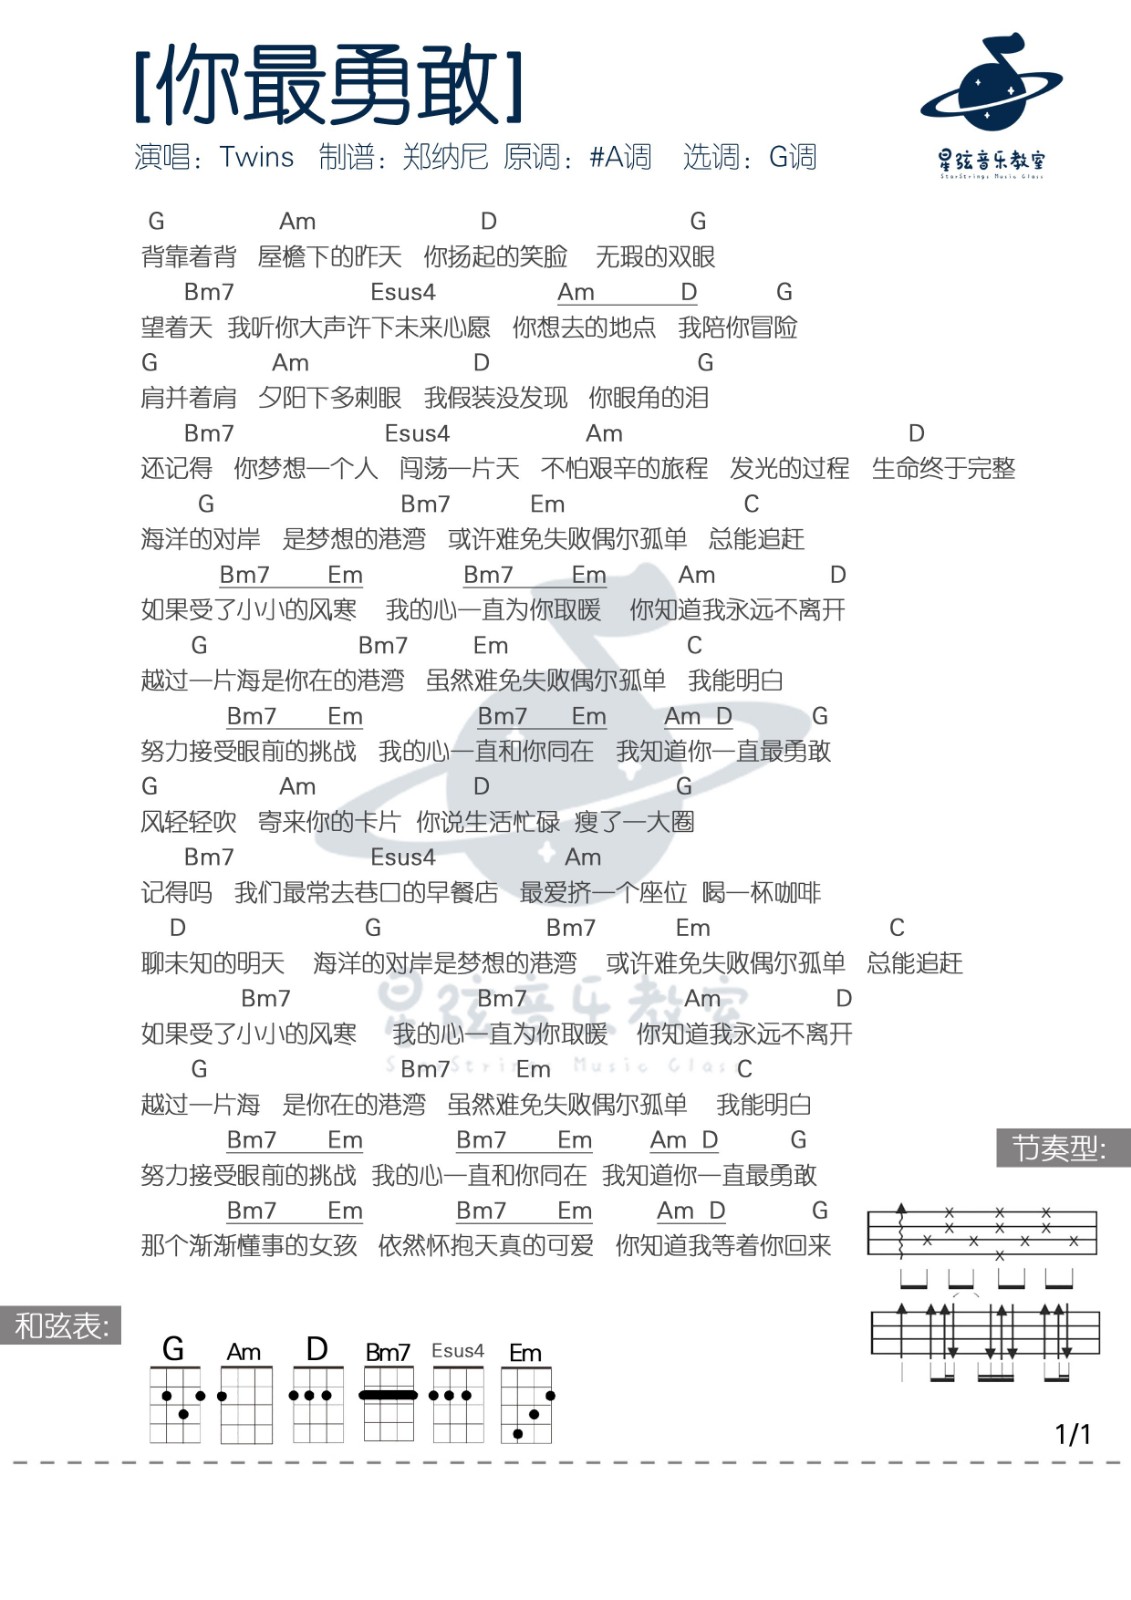 [你最勇敢]
演唱：Twins 制谱：郑纳尼 原调：#A调 选调：G调
星弦音乐教室
StarStrings Music Class
G Am D G
背靠着背 屋檐下的昨天 你扬起的笑脸 无瑕的双眼
Bm7 Esus4 Am D G
望着天 我听你大声许下未来心愿 你想去的地点 我陪你冒险
G Am D G
肩并着肩 夕阳下多刺眼 我假装没发现 你眼角的泪
Bm7 Esus4 Am D
还记得 你梦想一个人 闯荡一片天 不怕艰辛的旅程 发光的过程 生命终于完整
G Bm7 Em C
海洋的对岸 是梦想的港湾 或许难免失败偶尔孤单 总能追赶
Bm7 Em Bm7 Em Am D
如果受了小小的风寒 我的心一直为你取暖 你知道我永远不离开
G Bm7 Em C
越过一片海是你在的港湾 虽然难免失败偶尔孤单 我能明白
Bm7 Em Bm7 Em Am D G
努力接受眼前的挑战 我的心一直和你同在 我知道你一直最勇敢
G Am D G
风轻轻吹 寄来你的卡片 你说生活忙碌 瘦了一大圈
Bm7 Esus4 Am
记得吗 我们最常去巷口的早餐店 最爱挤一个座位 喝一杯咖啡
D G Bm7 Em C
聊未知的明天 海洋的对岸是梦想的港湾 或许难免失败偶尔孤单 总能追赶
Bm7 Bm7 Am D
如果受了小小的风寒 我的心一直为你取暖 你知道我永远不离开
G Bm7 Em C
越过一片海 是你在的港湾 虽然难免失败偶尔孤单 我能明白
Bm7 Em Bm7 Em Am D G
努力接受眼前的挑战 我的心一直和你同在 我知道你一直最勇敢
Bm7 Em Bm7 Em Am D G
那个渐渐懂事的女孩 依然怀抱天真的可爱 你知道我等着你回来
星弦音乐教室
StarStrings Music Class
节奏型:
和弦表:
G Am D Bm7 Esus4 Em
1/1